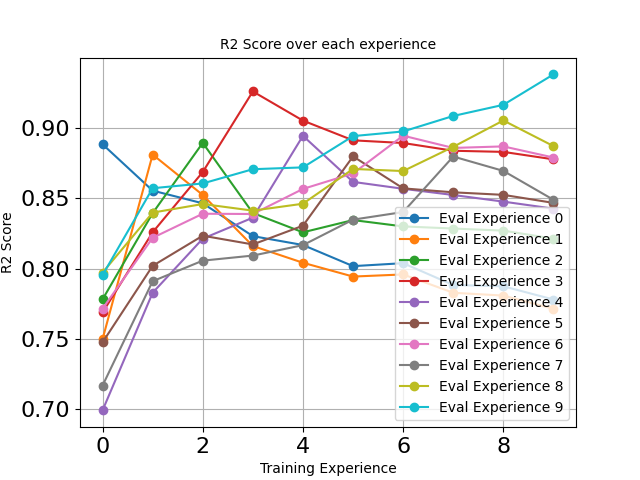 R2 Score over each experience
R2 Score
0.90
0.85
0.80
0.75
0.70
Eval Experience 0
Eval Experience 1
Eval Experience 2
Eval Experience 3
Eval Experience 4
Eval Experience 5
Eval Experience 6
Eval Experience 7
Eval Experience 8
Eval Experience 9
0 2 4 6 8
Training Experience